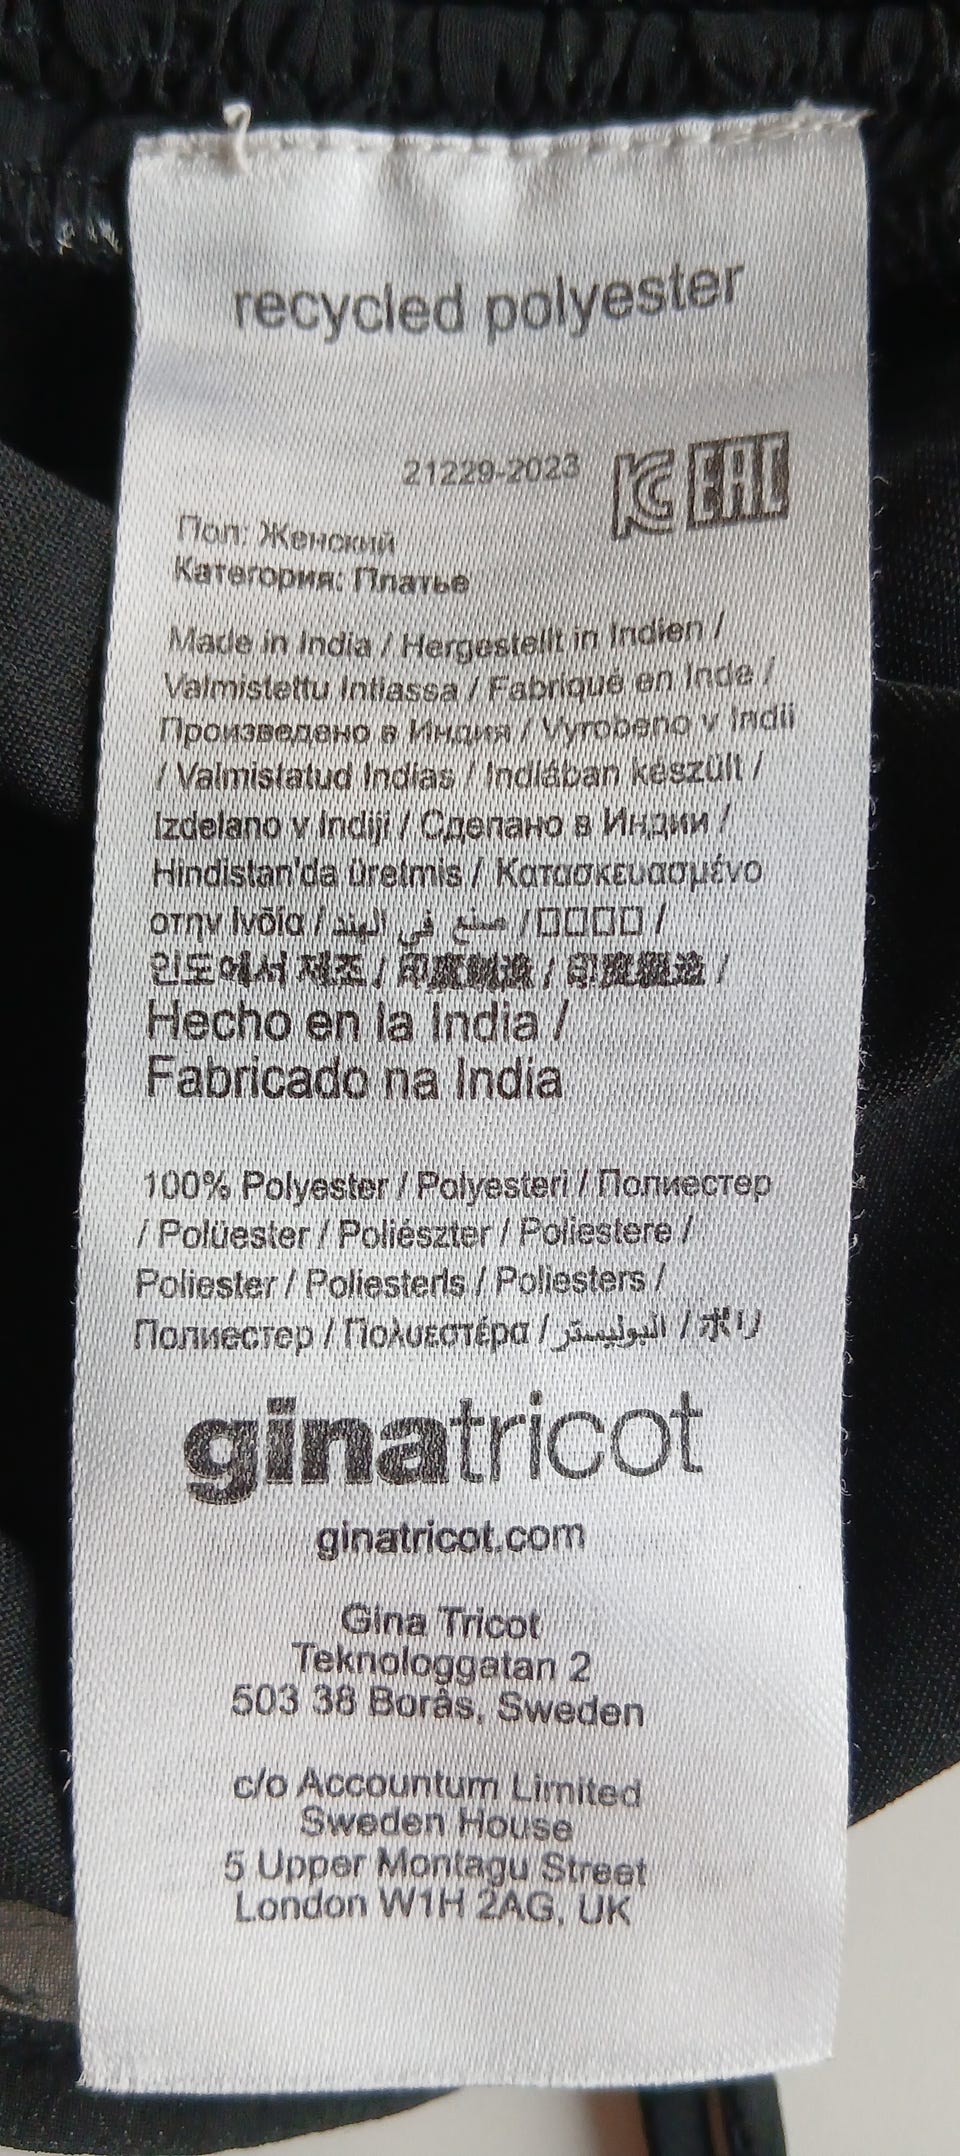 recycled polyester
21229-2023
EAC
Пол: Женский
Категория: Платье
Made in India / Hergestellt in Indien /
Valmistettu Intiassa / Fabriqué en Inde /
Произведено в Индия / Vyrobeno v Indii
/ Valmistatud Indias / Indiában készült /
Izdelano v Indiji / Сделано в Индии /
Hindistan'da üretmis / Κατασκευασμένο
στην Ινδία / صنع في الهند / □□□□ /
인도에서 제조 / /
Hecho en la India /
Fabricado na India
100% Polyester / Polyesteri / Полиестер
/ Polüester / Poliészter / Poliestere /
Poliester / Poliesterls / Poliesters /
Полиестер / Πολυεστέρα / البوليستر / ポリ
ginatricot
ginatricot.com
Gina Tricot
Teknologgatan 2
503 38 Borås, Sweden
c/o Accountum Limited
Sweden House
5 Upper Montagu Street
London W1H 2AG, UK